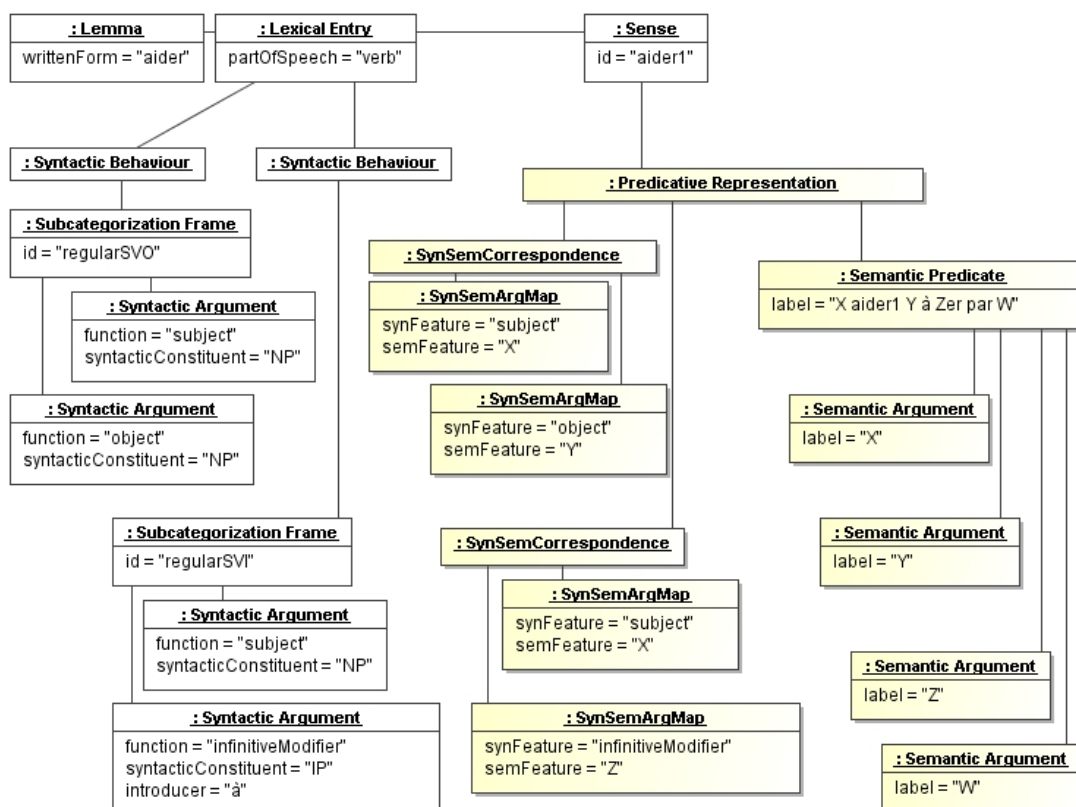 : Lemma
writtenForm = "aider"
: Lexical Entry
partOfSpeech = "verb"
: Sense
id = "aider1"
: Syntactic Behaviour
: Syntactic Behaviour
: Predicative Representation
: Subcategorization Frame
id = "regularSVO"
: Syntactic Argument
function = "subject"
syntacticConstituent = "NP"
: Syntactic Argument
function = "object"
syntacticConstituent = "NP"
: SynSemCorrespondence
: SynSemArgMap
synFeature = "subject"
semFeature = "X"
: SynSemArgMap
synFeature = "object"
semFeature = "Y"
: Semantic Predicate
label = "X aider1 Y à Zer par W"
: Semantic Argument
label = "X"
: Semantic Argument
label = "Y"
: Semantic Argument
label = "Z"
: Semantic Argument
label = "W"
: Subcategorization Frame
id = "regularSVI"
: Syntactic Argument
function = "subject"
syntacticConstituent = "NP"
: Syntactic Argument
function = "infinitiveModifier"
syntacticConstituent = "IP"
introducer = "à"
: SynSemCorrespondence
: SynSemArgMap
synFeature = "subject"
semFeature = "X"
: SynSemArgMap
synFeature = "infinitiveModifier"
semFeature = "Z"